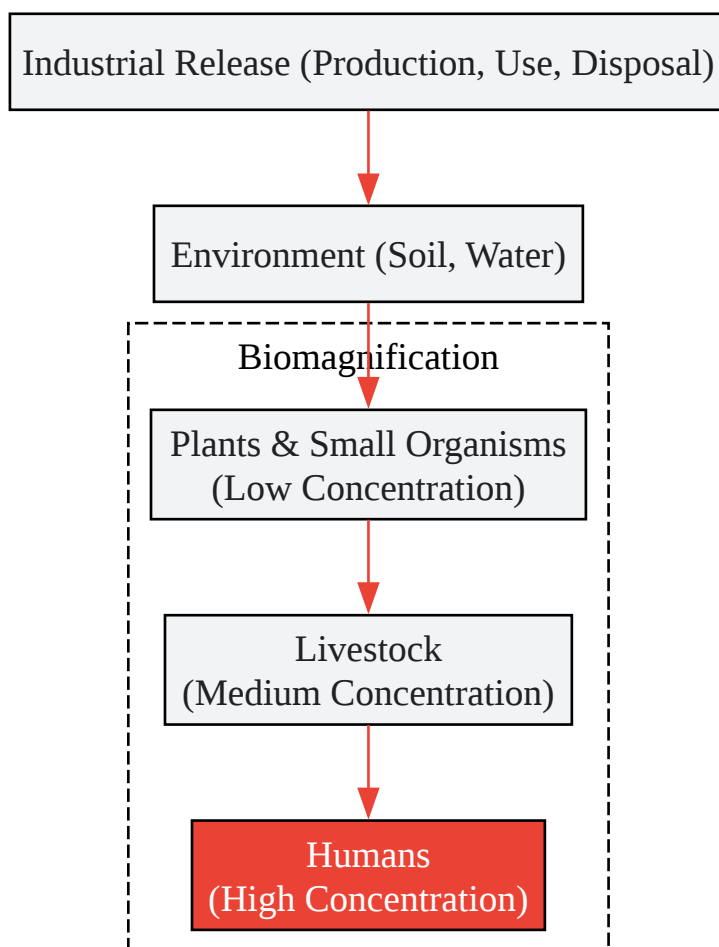 Industrial Release (Production, Use, Disposal)
Environment (Soil, Water)
Biomagnification
Plants & Small Organisms
(Low Concentration)
Livestock
(Medium Concentration)
Humans
(High Concentration)